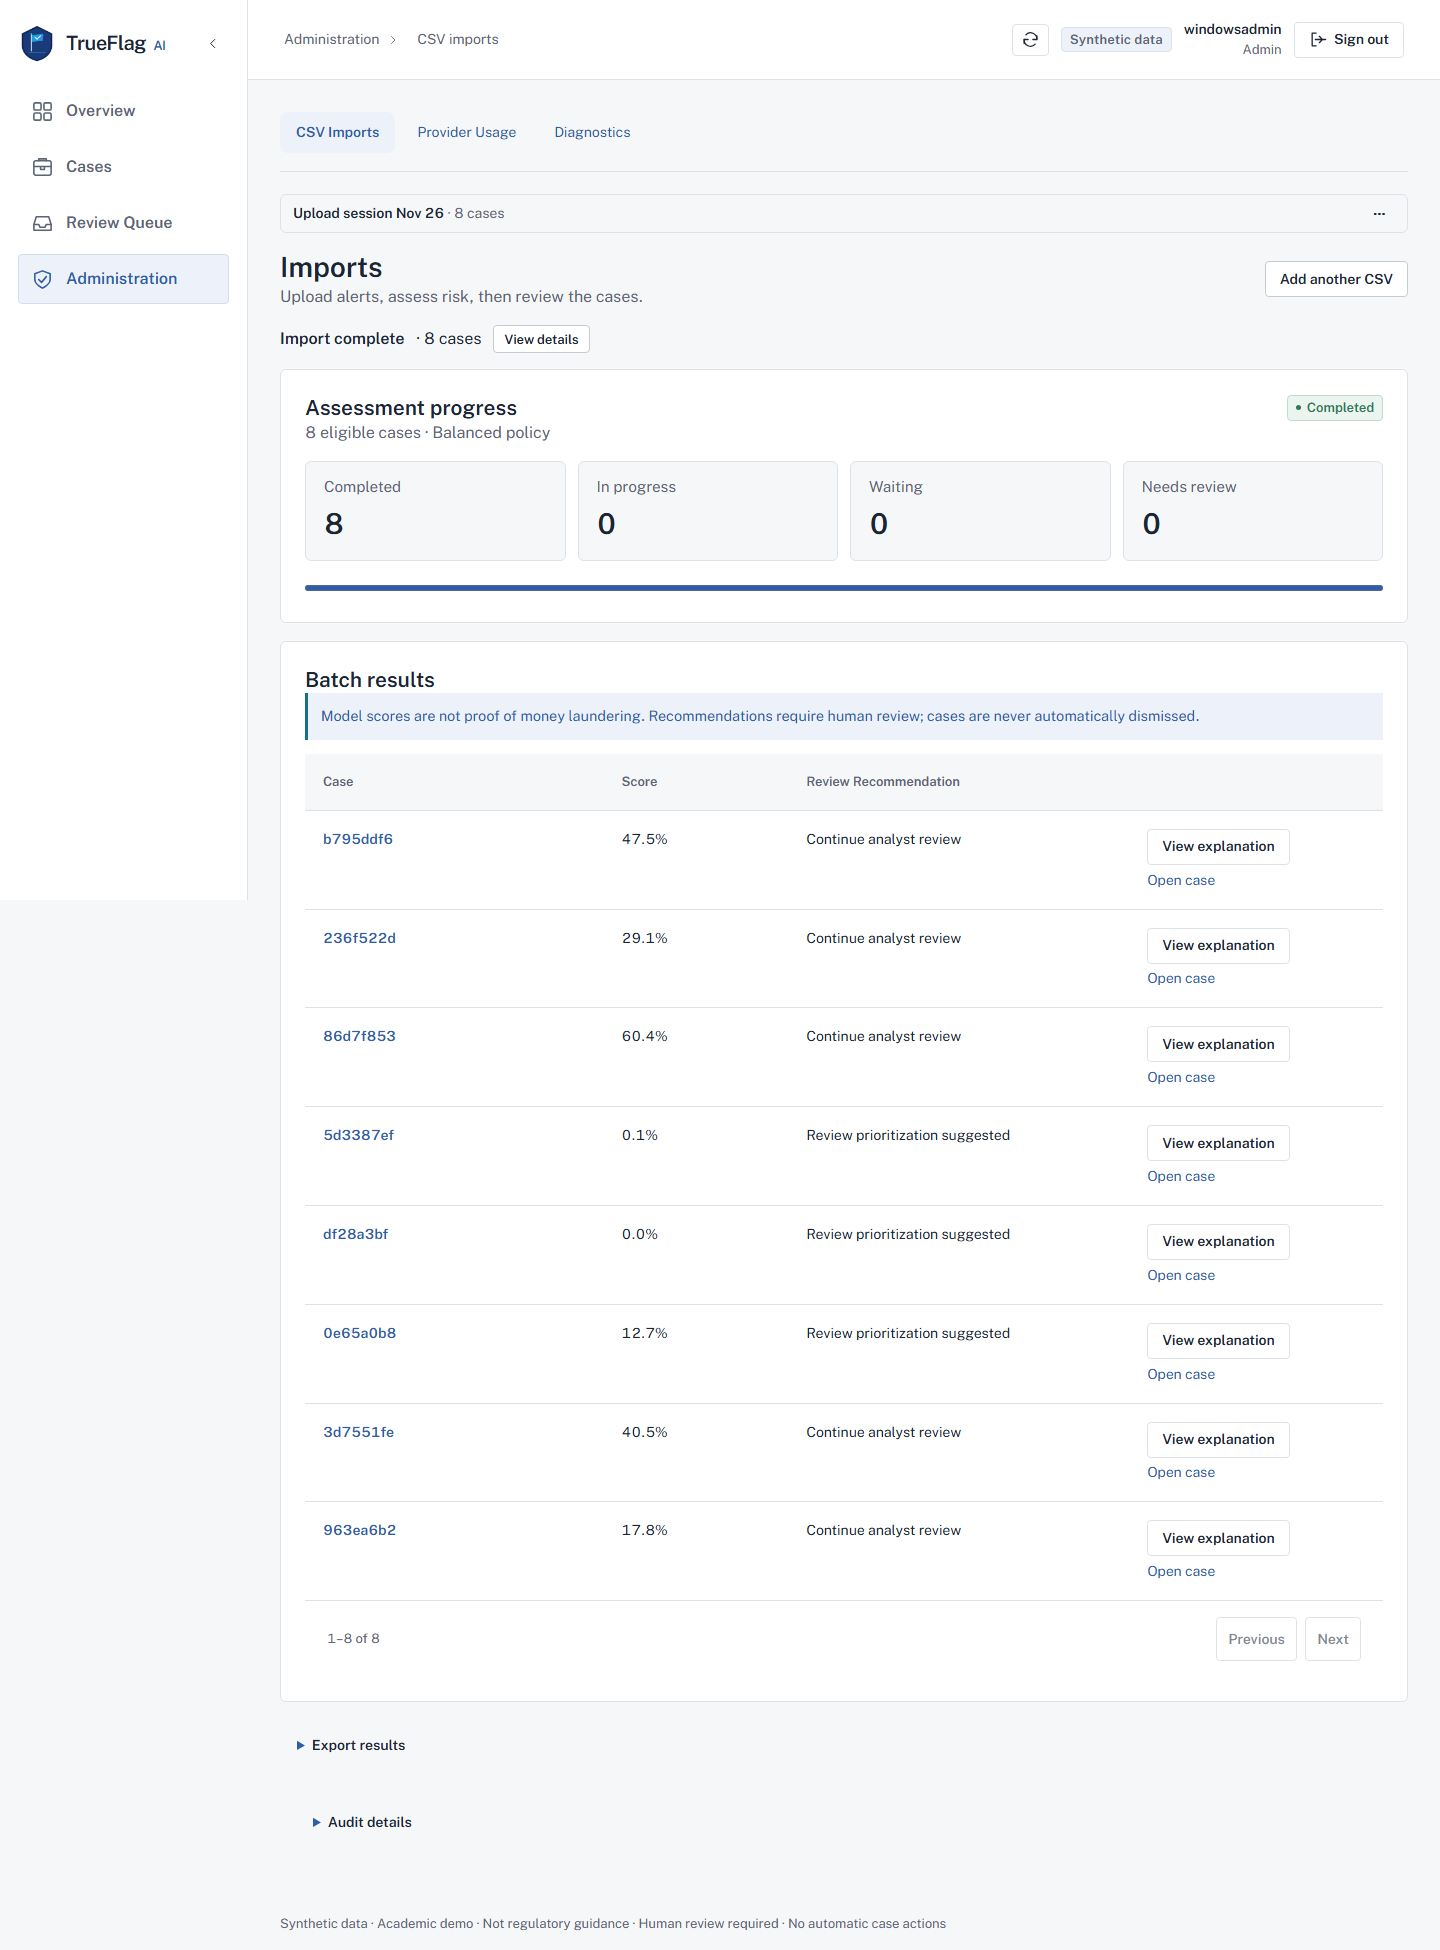 TrueFlag AI
Administration > CSV imports
Synthetic data
windowsadmin
Admin
Sign out
Overview
Cases
Review Queue
Administration
CSV Imports Provider Usage Diagnostics
Upload session Nov 26 · 8 cases
Imports
Upload alerts, assess risk, then review the cases.
Add another CSV
Import complete · 8 cases View details
Assessment progress
Completed
8 eligible cases · Balanced policy
Completed In progress Waiting Needs review
8 0 0 0
Batch results
Model scores are not proof of money laundering. Recommendations require human review; cases are never automatically dismissed.
Case Score Review Recommendation
b795ddf6 47.5% Continue analyst review View explanation
Open case
236f522d 29.1% Continue analyst review View explanation
Open case
86d7f853 60.4% Continue analyst review View explanation
Open case
5d3387ef 0.1% Review prioritization suggested View explanation
Open case
df28a3bf 0.0% Review prioritization suggested View explanation
Open case
0e65a0b8 12.7% Review prioritization suggested View explanation
Open case
3d7551fe 40.5% Continue analyst review View explanation
Open case
963ea6b2 17.8% Continue analyst review View explanation
Open case
1–8 of 8 Previous Next
Export results
Audit details
Synthetic data · Academic demo · Not regulatory guidance · Human review required · No automatic case actions